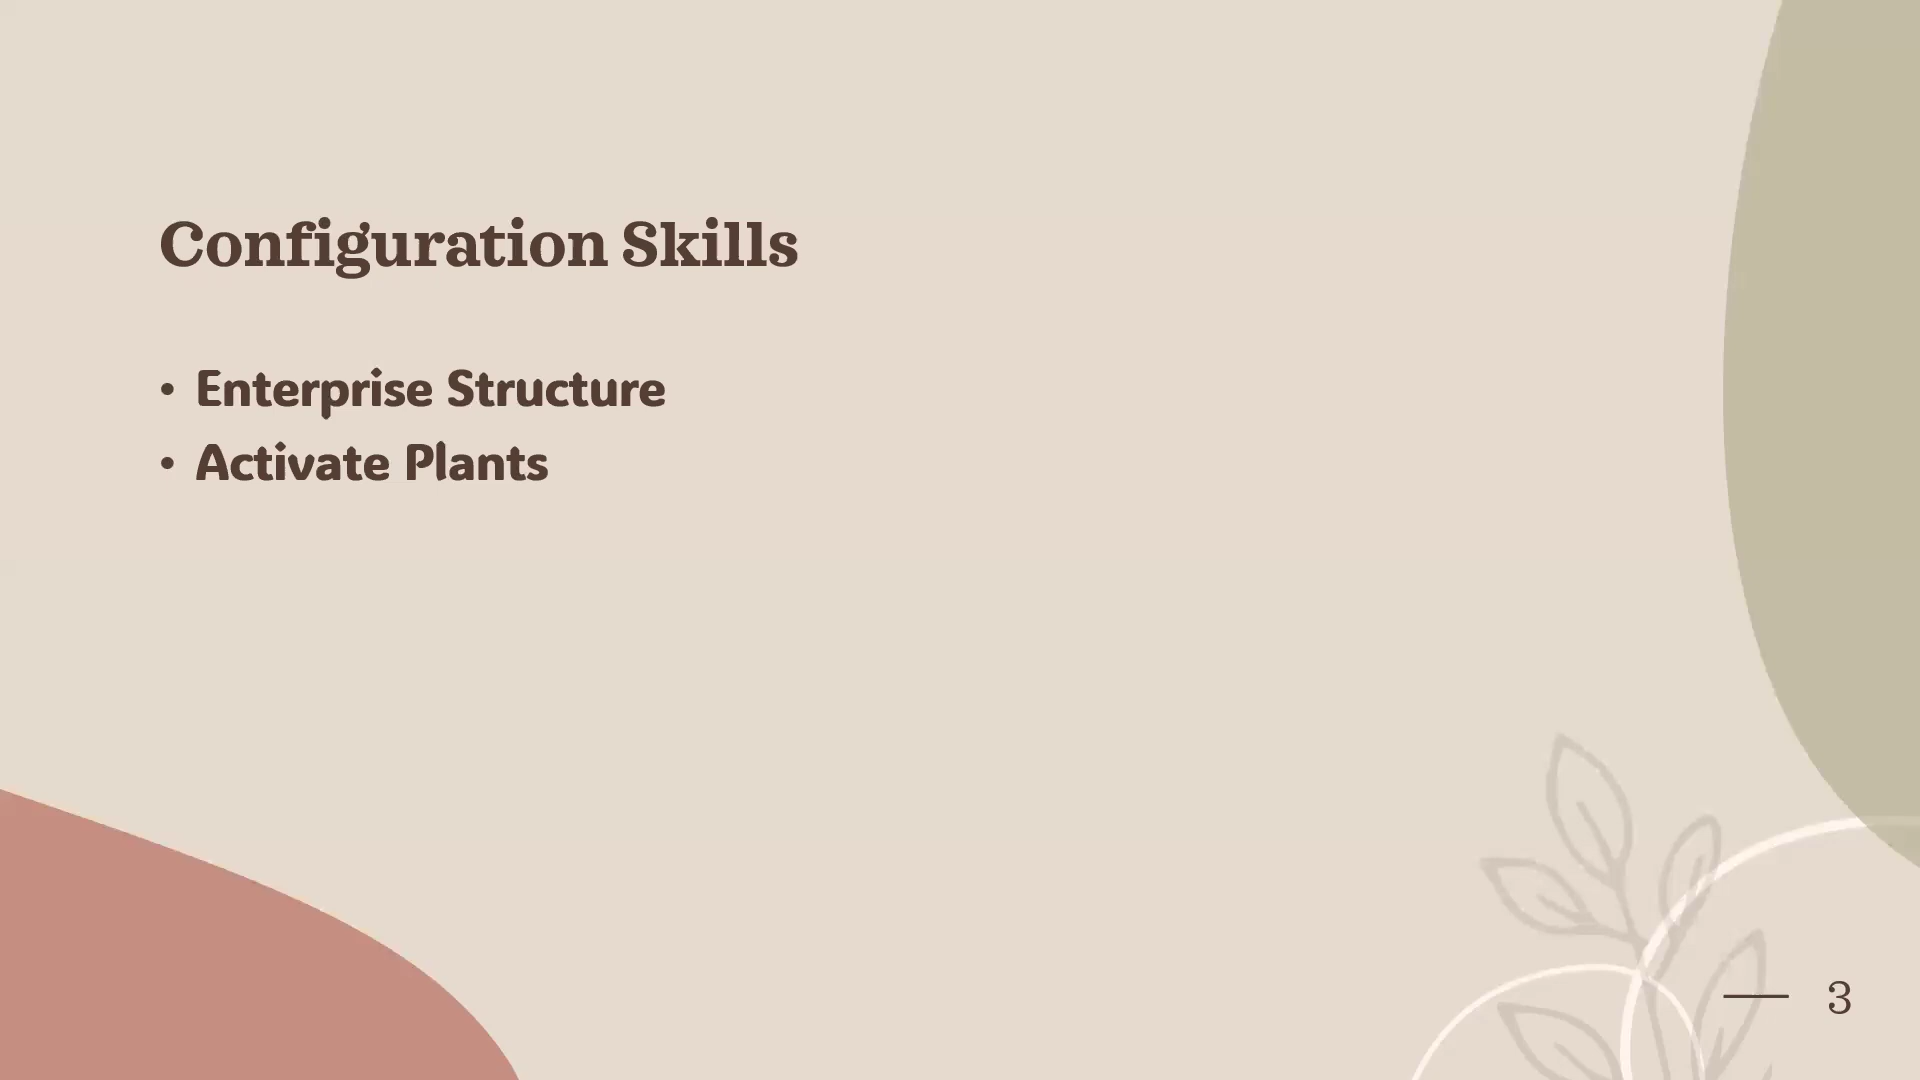 Configuration Skills
• Enterprise Structure
• Activate Plants
3